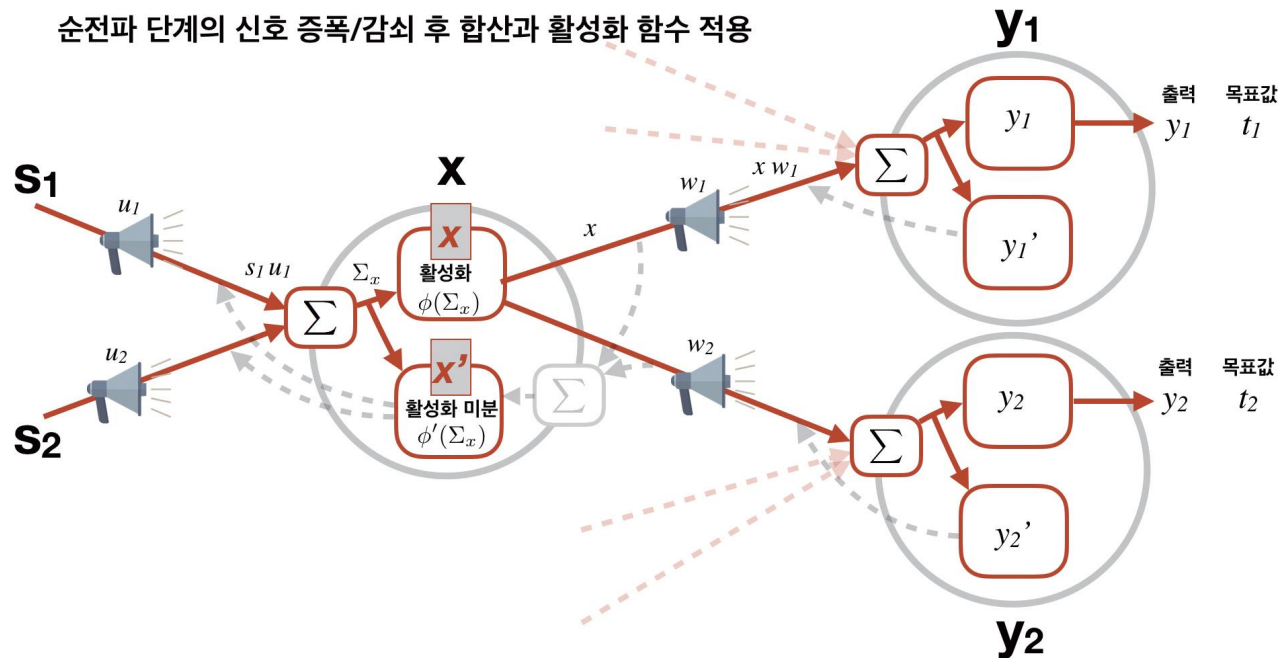 순전파 단계의 신호 증폭/감쇠 후 합산과 활성화 함수 적용
y₁
출력 목표값
y₁ t₁
y₁
∑
y₁’
x w₁
w₁
x
s₁
u₁
s₁ u₁
x
Σₓ
x
활성화
ϕ(Σₓ)
∑
x’
활성화 미분
ϕ′(Σₓ)
∑
u₂
s₂
w₂
출력 목표값
y₂ t₂
y₂
∑
y₂’
y₂